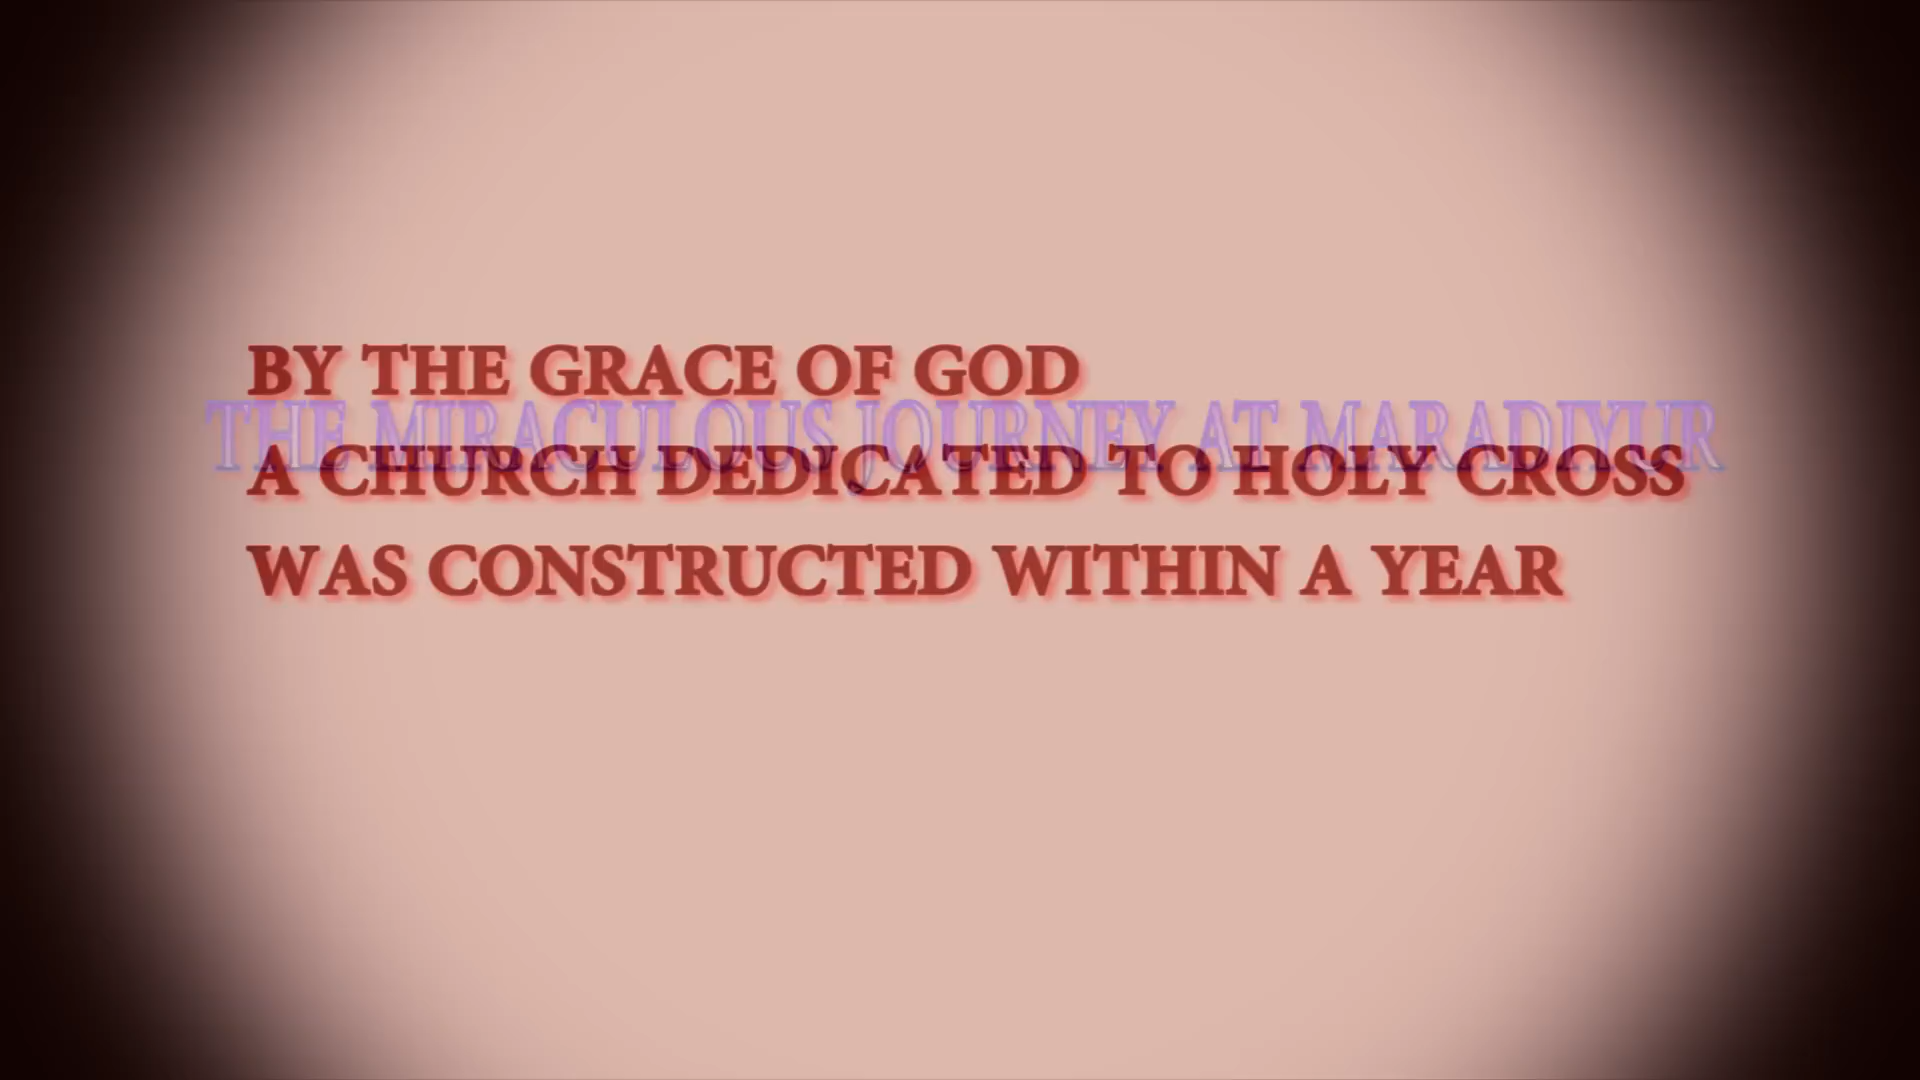 BY THE GRACE OF GOD
THE MIRACULOUS JOURNEY AT MARADIYUR
A CHURCH DEDICATED TO HOLY CROSS
WAS CONSTRUCTED WITHIN A YEAR